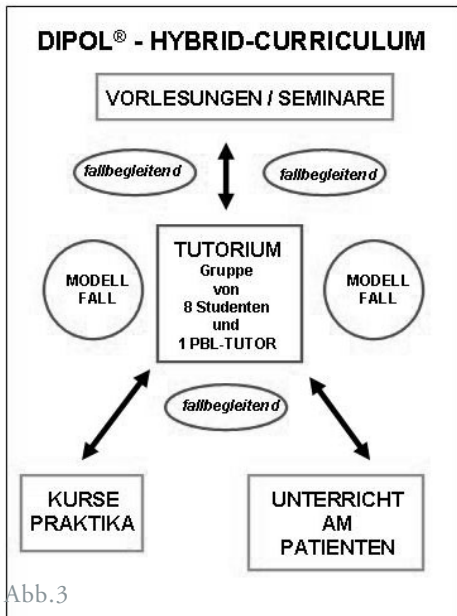 DIPOL® - HYBRID-CURRICULUM
VORLESUNGEN / SEMINARE
fallbegleitend
fallbegleitend
MODELL
FALL
TUTORIUM
Gruppe
von
8 Studenten
und
1 PBL-TUTOR
MODELL
FALL
fallbegleitend
KURSE
PRAKTIKA
UNTERRICHT
AM
PATIENTEN
Abb.3